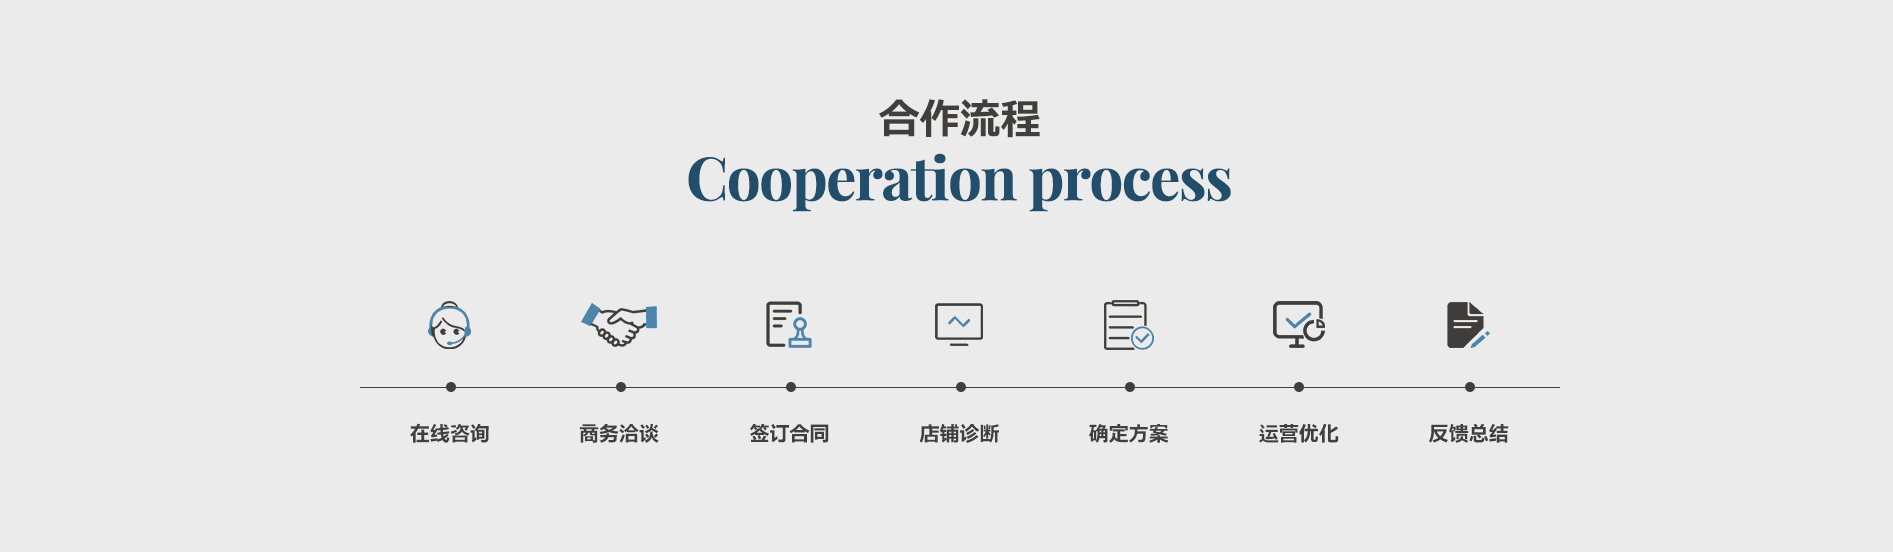 合作流程
Cooperation process
在线咨询
商务洽谈
签订合同
店铺诊断
确定方案
运营优化
反馈总结